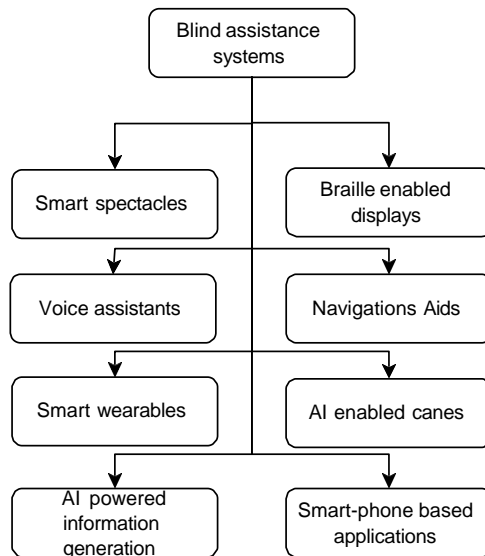 Blind assistance
systems
Smart spectacles
Braille enabled
displays
Voice assistants
Navigations Aids
Smart wearables
AI enabled canes
AI powered
information
generation
Smart-phone based
applications